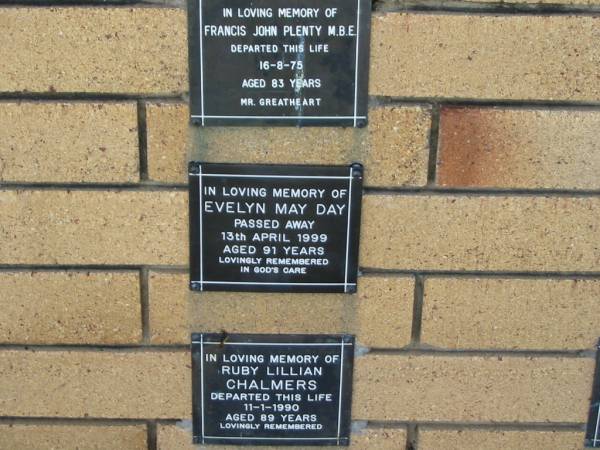 IN LOVING MEMORY OF
FRANCIS JOHN PLENTY M.B.E.
DEPARTED THIS LIFE
16-8-75
AGED 83 YEARS
MR. GREATHEART
IN LOVING MEMORY OF
EVELYN MAY DAY
PASSED AWAY
13th APRIL 1999
AGED 91 YEARS
LOVINGLY REMEMBERED
IN GOD'S CARE
IN LOVING MEMORY OF
RUBY LILLIAN
CHALMERS
DEPARTED THIS LIFE
11-1-1990
AGED 89 YEARS
LOVINGLY REMEMBERED